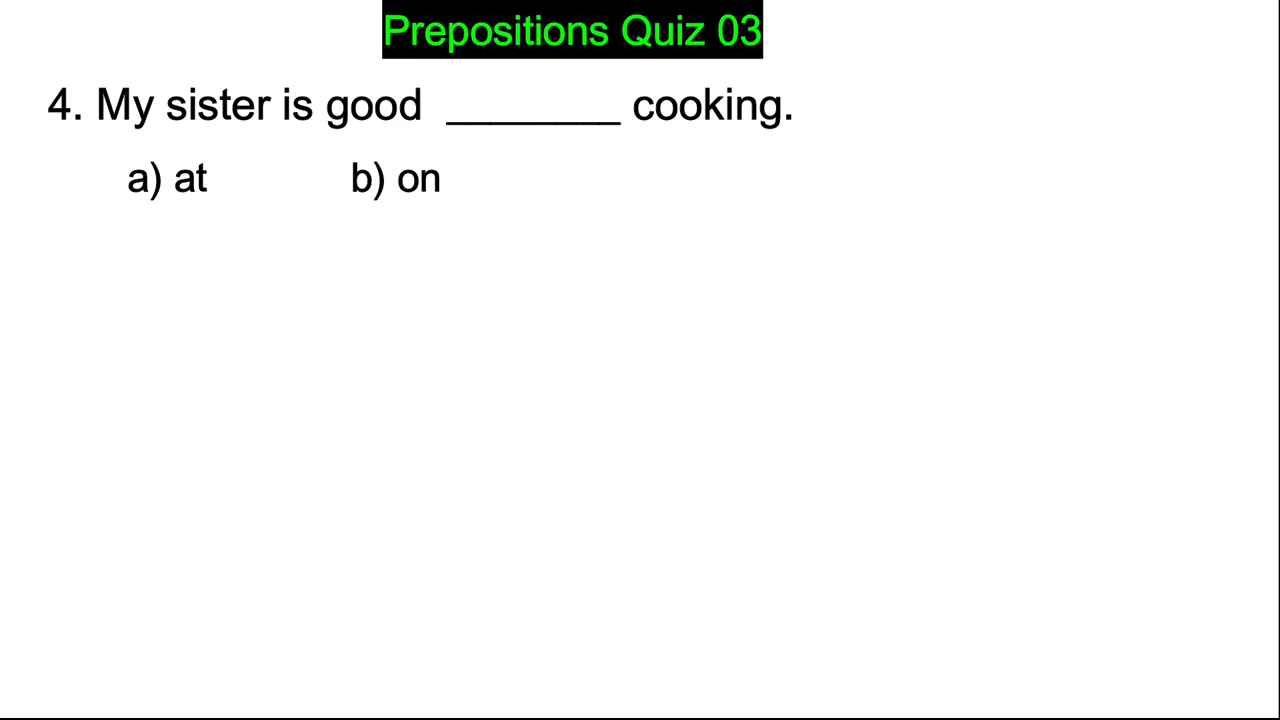 Prepositions Quiz 03
4. My sister is good ________ cooking.
a) at b) on